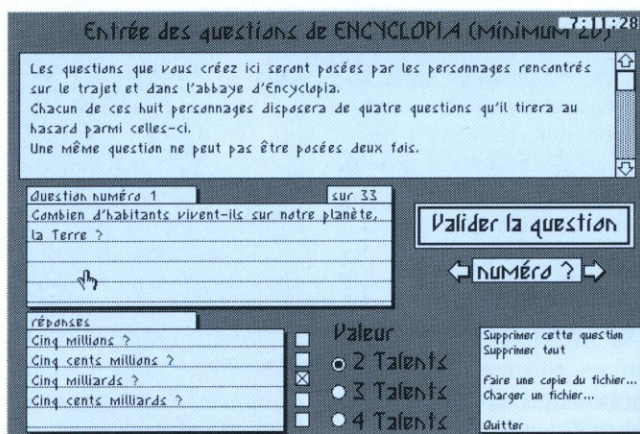 Entrée des questions de ENCYCLOPIA (Minimum 20)
7:11:28
Les questions que vous créez ici seront posées par les personnages rencontrés
sur le trajet et dans l'abbaye d'Encyclopia.
Chacun de ces huit personnages disposera de quatre questions qu'il tirera au
hasard parmi celles-ci.
Une même question ne peut pas être posées deux fois.
Question numéro 1
sur 33
Combien d'habitants vivent-ils sur notre planète,
la Terre ?
Valider la question
numéro ?
réponses
Cinq millions ?
Cinq cents millions ?
Cinq milliards ?
Cinq cents milliards ?
Valeur
2 Talents
3 Talents
4 Talents
Supprimer cette question
Supprimer tout
Faire une copie du fichier...
Charger un fichier...
Quitter